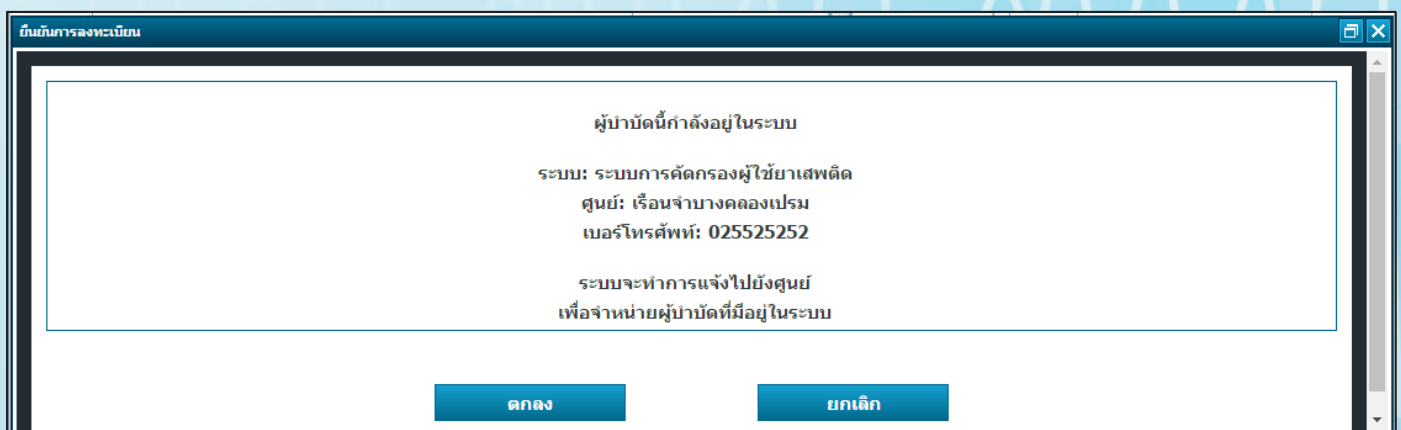 ยืนยันการลงทะเบียน
ผู้บำบัดนี้กำลังอยู่ในระบบ
ระบบ: ระบบการคัดกรองผู้ใช้ยาเสพติด
ศูนย์: เรือนจำบางคลองเปรม
เบอร์โทรศัพท์: 025525252
ระบบจะทำการแจ้งไปยังศูนย์
เพื่อจำหน่ายผู้บำบัดที่มีอยู่ในระบบ
ตกลง ยกเลิก